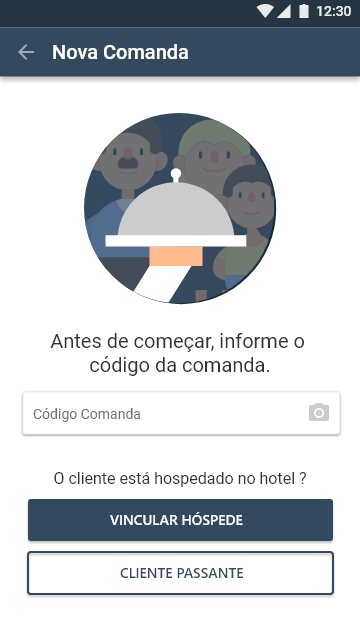 12:30
Nova Comanda
Antes de começar, informe o
código da comanda.
Código Comanda
O cliente está hospedado no hotel ?
VINCULAR HÓSPEDE
CLIENTE PASSANTE